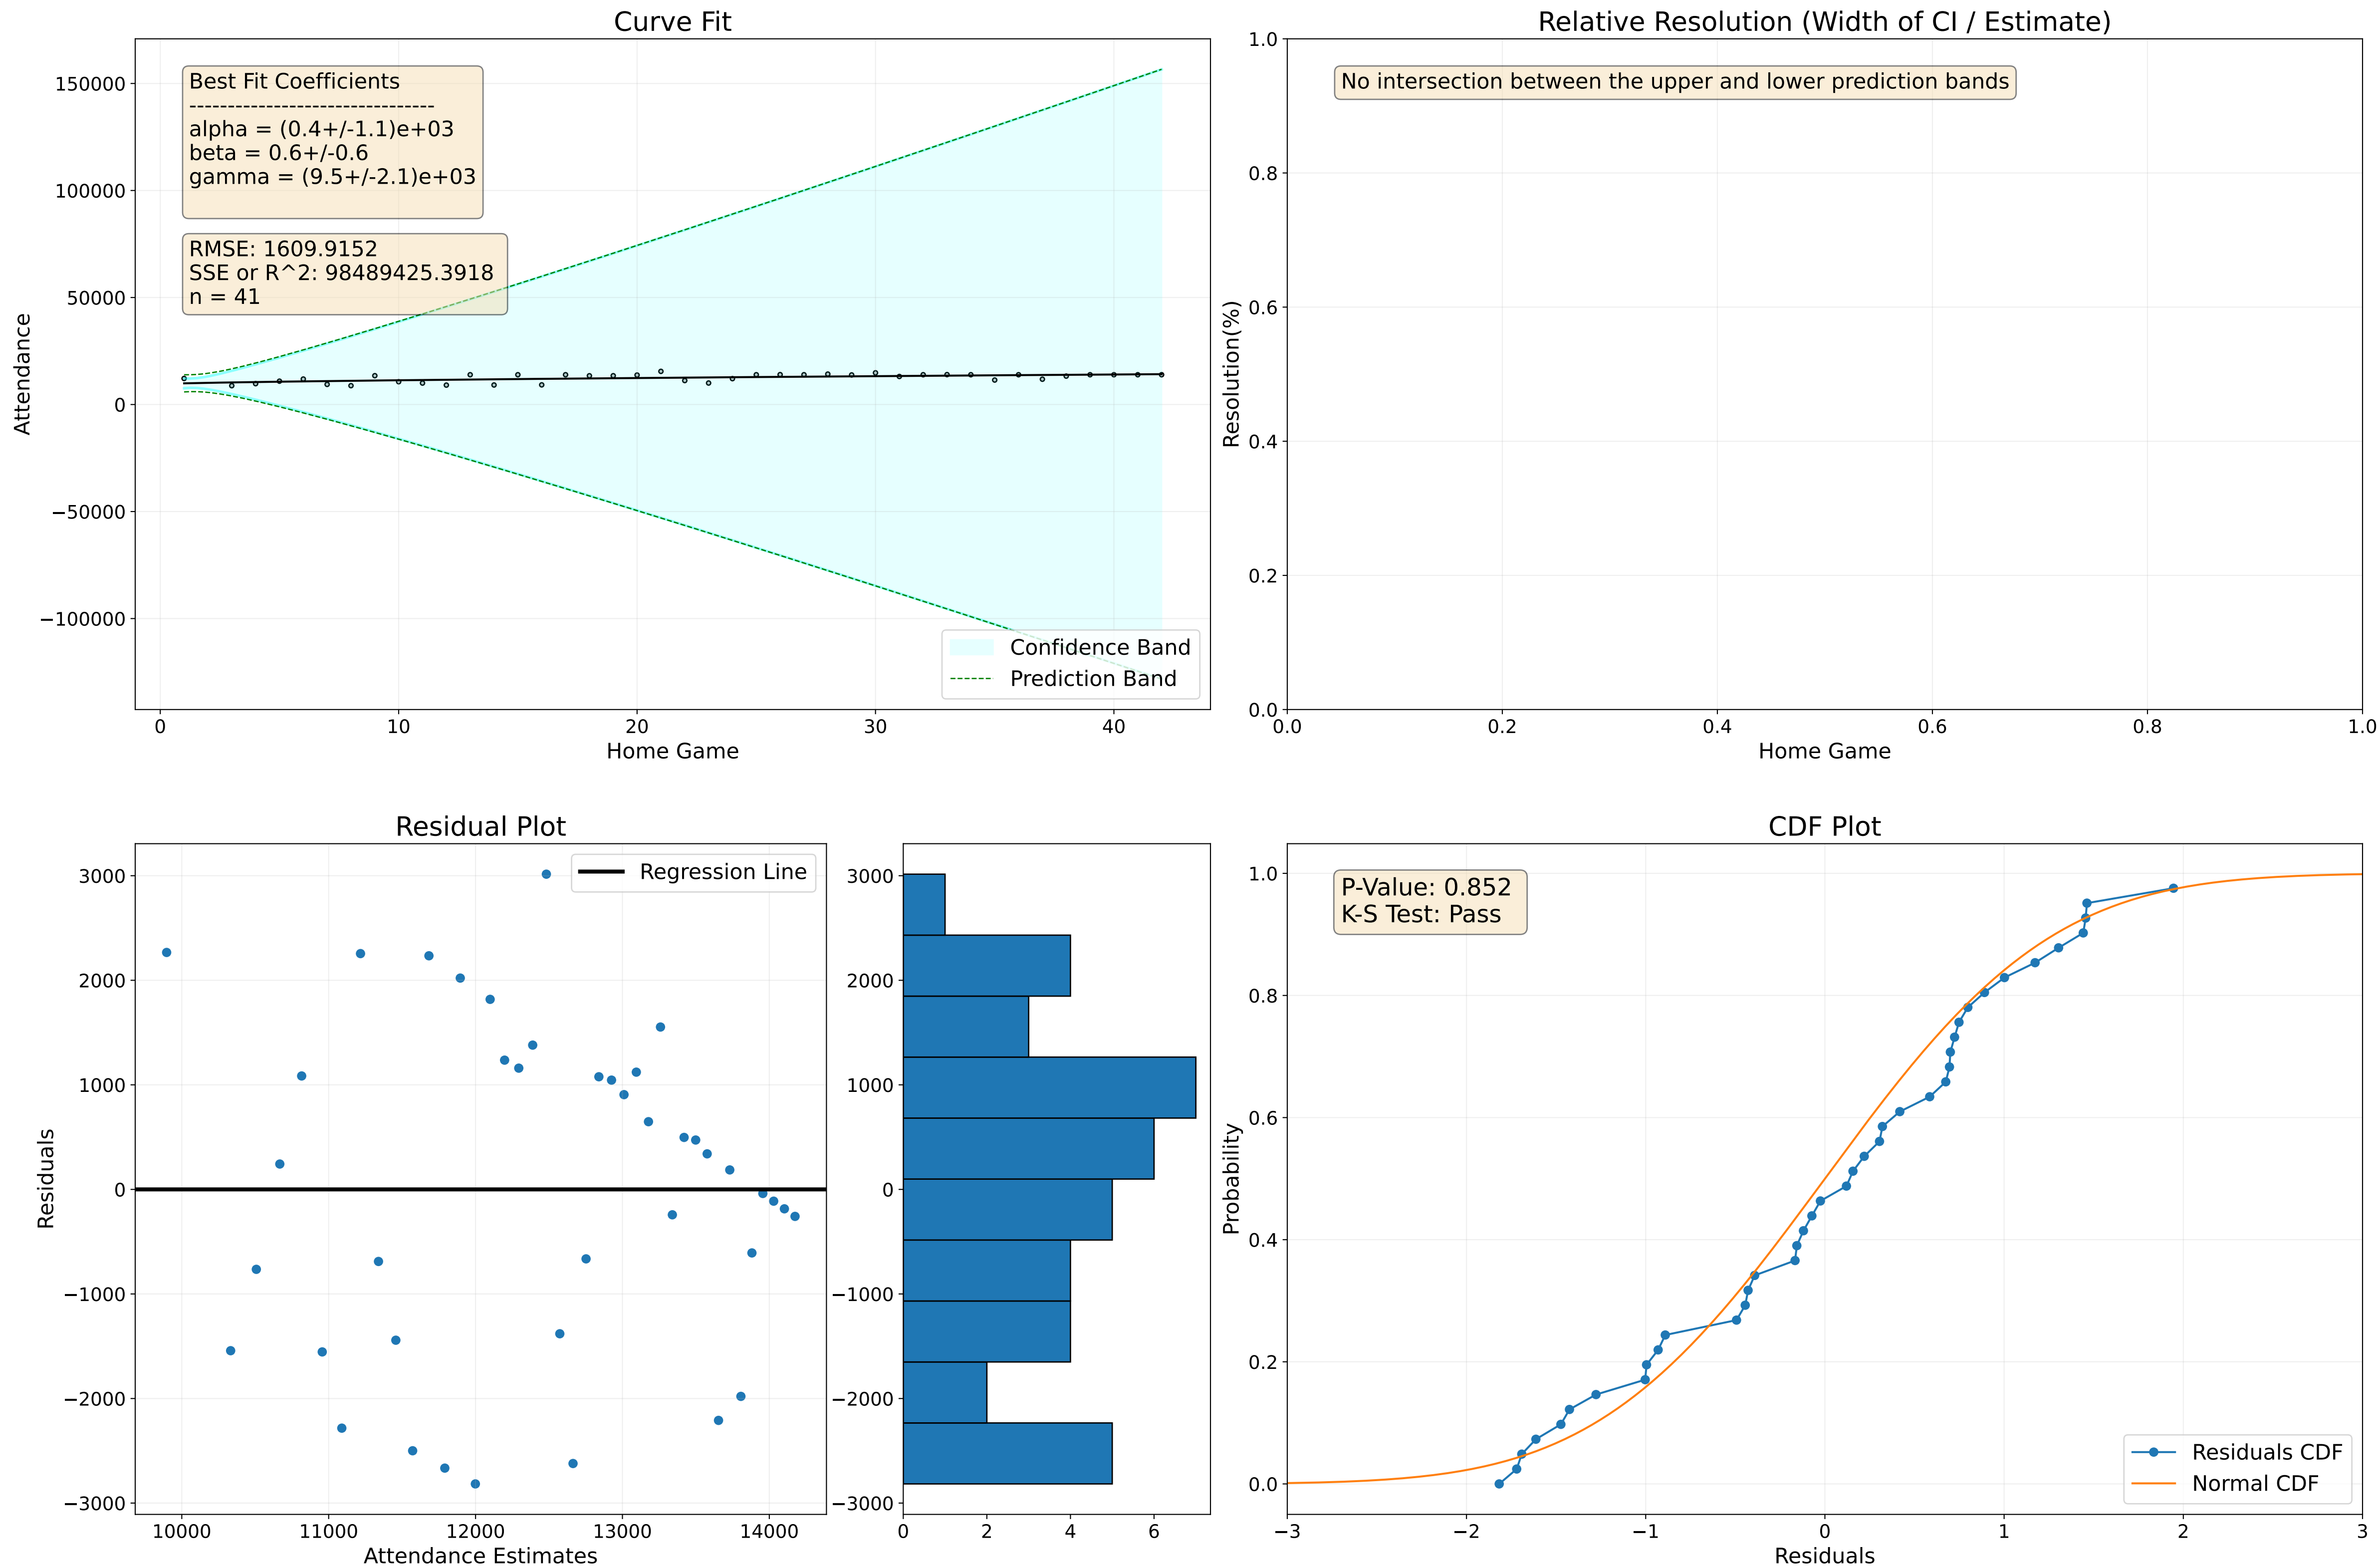 Curve Fit
150000
100000
50000
0
−50000
−100000
Attendance
Best Fit Coefficients
--------------------------------
alpha = (0.4+/-1.1)e+03
beta = 0.6+/-0.6
gamma = (9.5+/-2.1)e+03
RMSE: 1609.9152
SSE or R^2: 98489425.3918
n = 41
Confidence Band
Prediction Band
0 10 20 30 40
Home Game
Relative Resolution (Width of CI / Estimate)
1.0
0.8
0.6
0.4
0.2
0.0
Resolution(%)
No intersection between the upper and lower prediction bands
0.0 0.2 0.4 0.6 0.8 1.0
Home Game
Residual Plot
3000
2000
1000
0
−1000
−2000
−3000
Residuals
Regression Line
10000 11000 12000 13000 14000
Attendance Estimates
3000
2000
1000
0
−1000
−2000
−3000
0 2 4 6
CDF Plot
1.0
0.8
0.6
0.4
0.2
0.0
Probability
P-Value: 0.852
K-S Test: Pass
Residuals CDF
Normal CDF
−3 −2 −1 0 1 2 3
Residuals